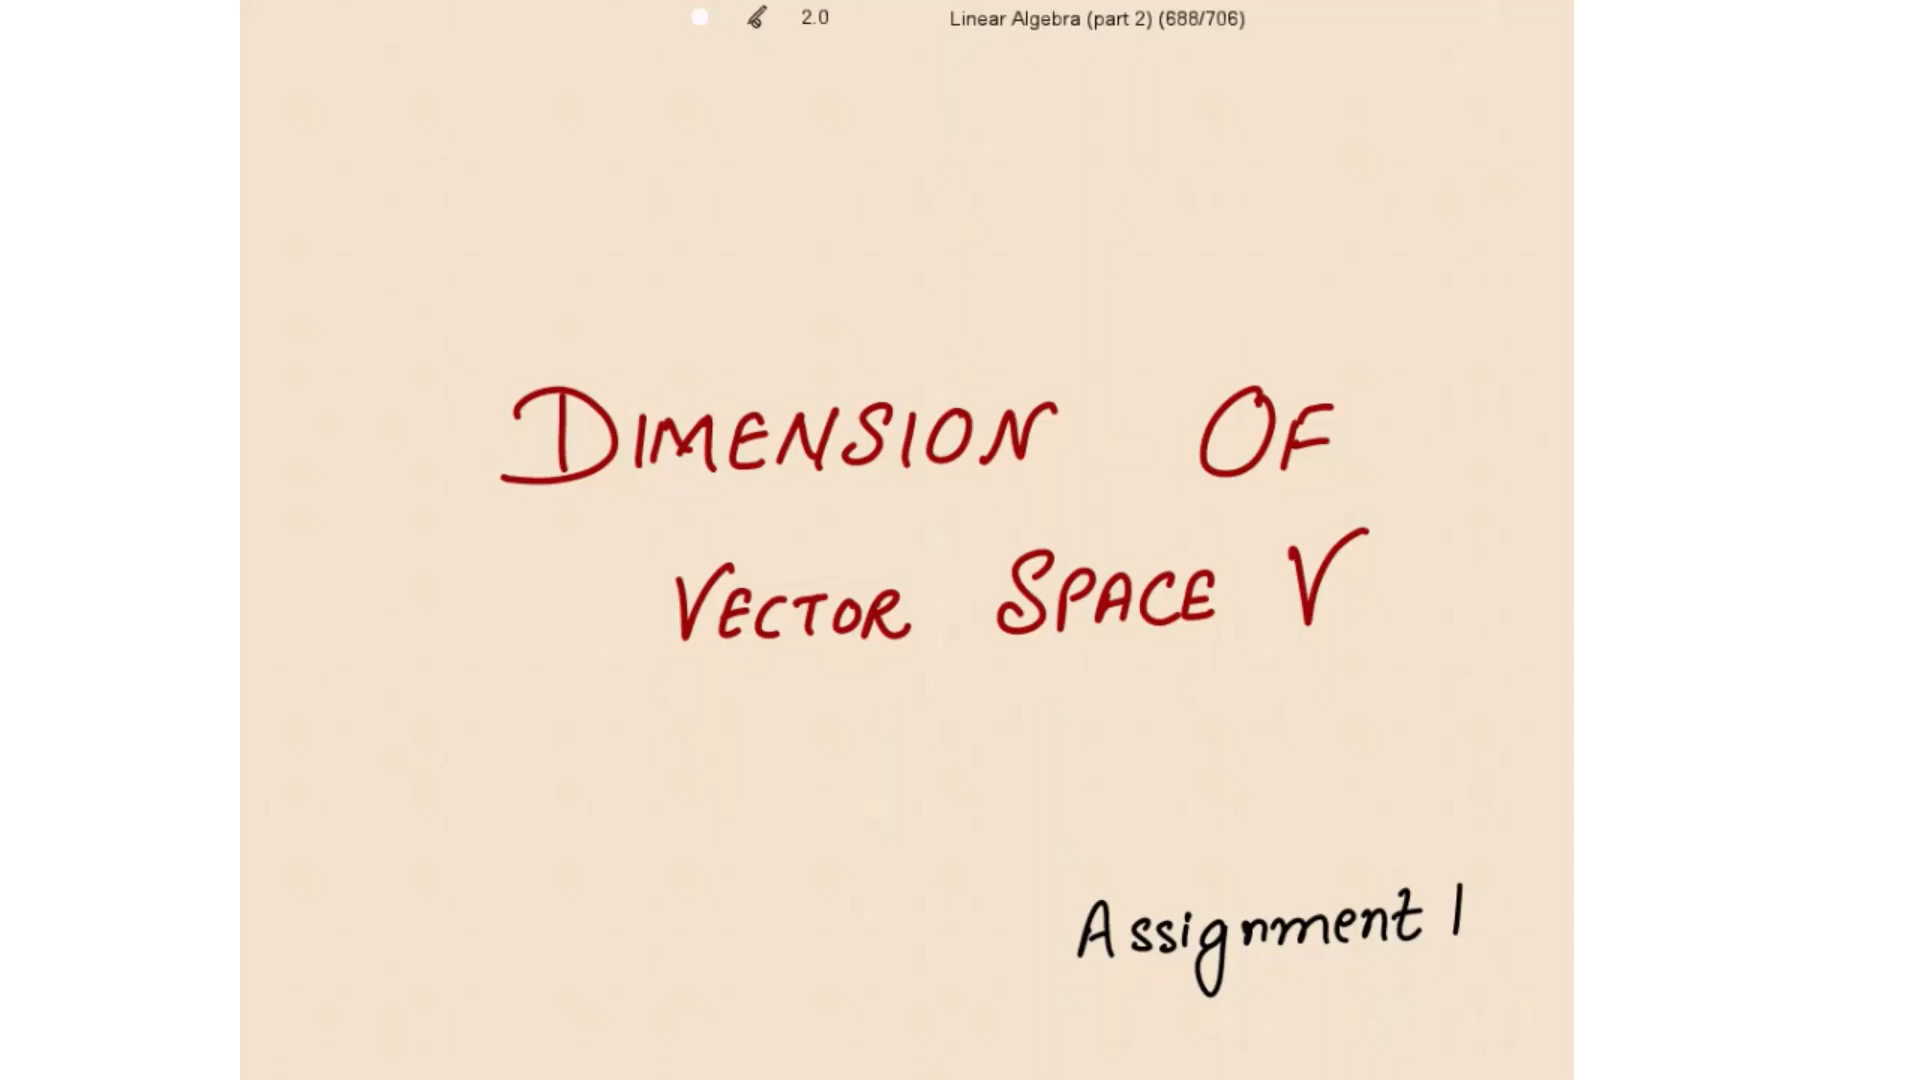 2.0 Linear Algebra (part 2) (688/706)
DIMENSION OF
VECTOR SPACE V
Assignment 1